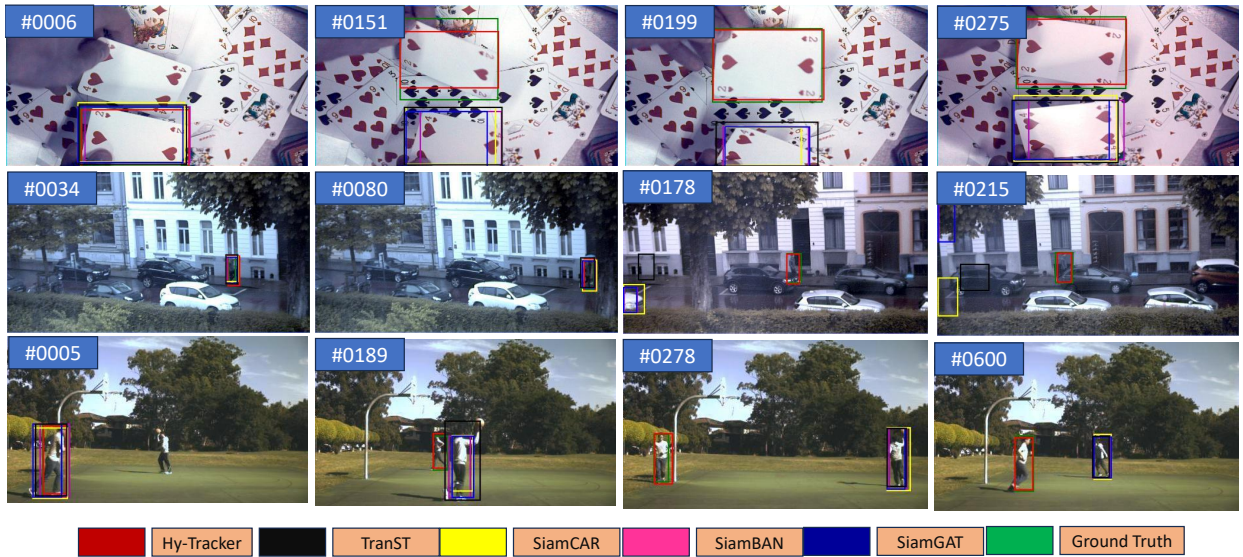 #0006
#0151
#0199
#0275
#0034
#0080
#0178
#0215
#0005
#0189
#0278
#0600
Hy-Tracker
TranST
SiamCAR
SiamBAN
SiamGAT
Ground Truth